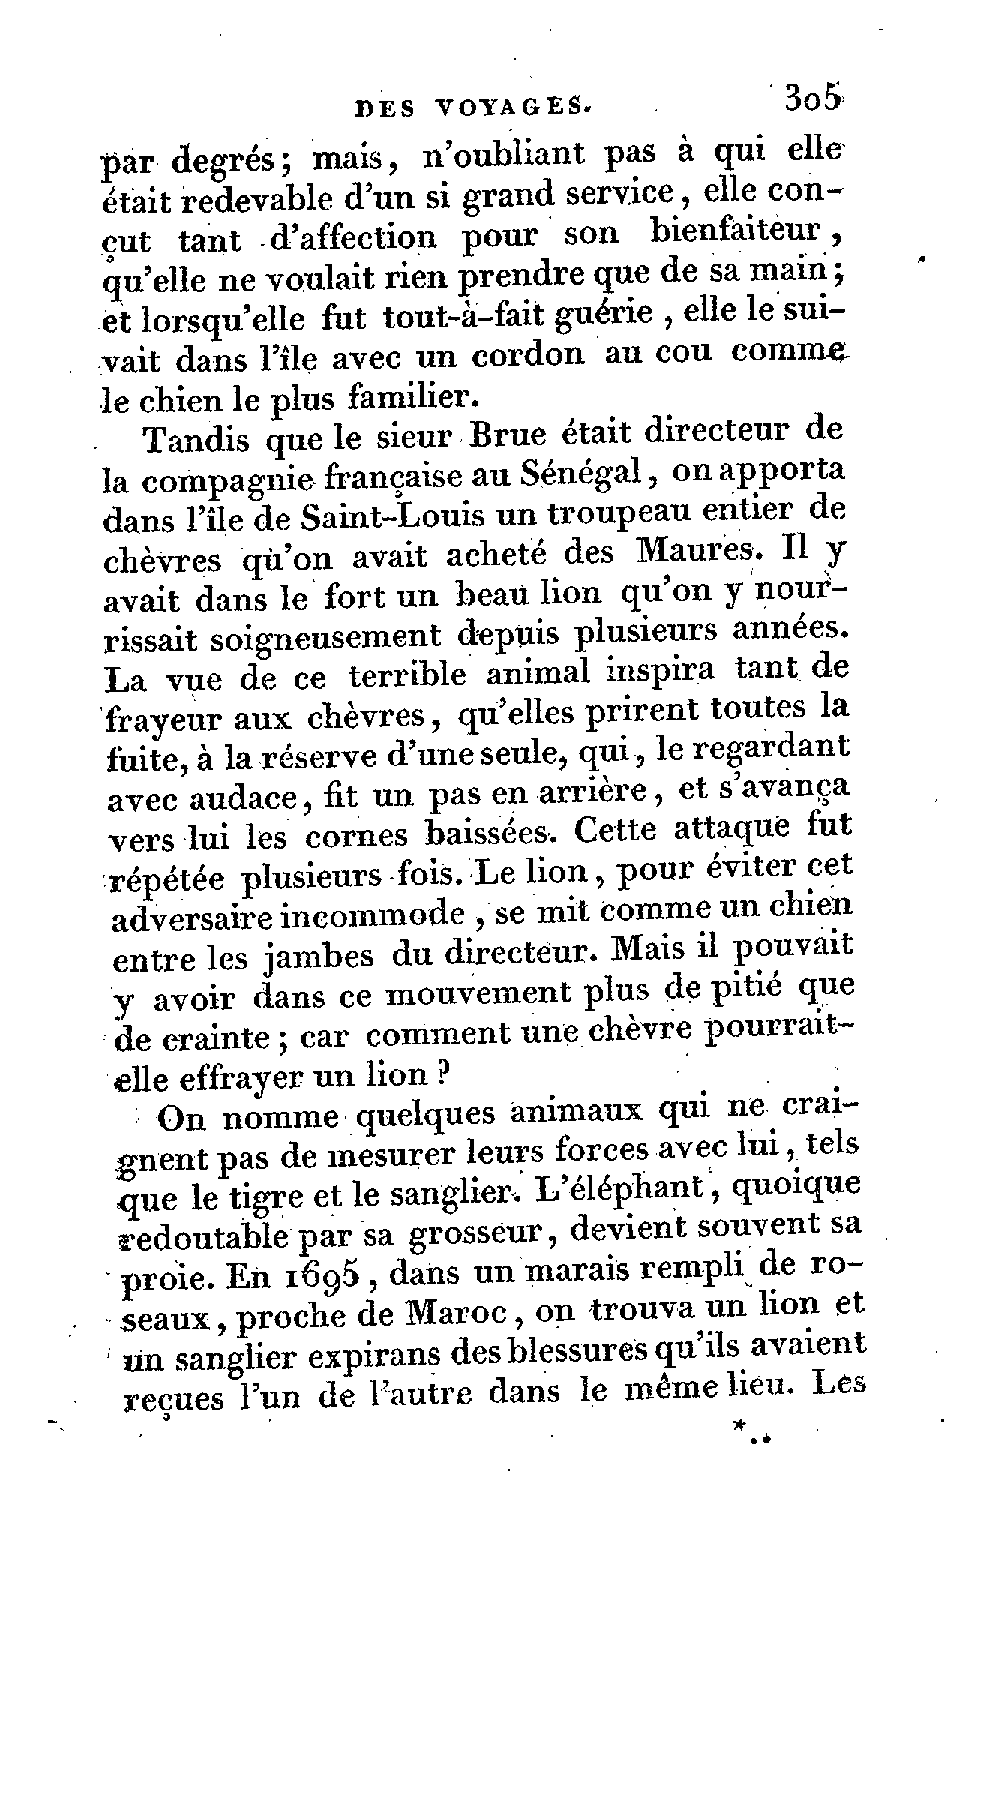 DES VOYAGES. 305
par degrés; mais, n'oubliant pas à qui elle
était redevable d'un si grand service, elle con-
çut tant d'affection pour son bienfaiteur,
qu'elle ne voulait rien prendre que de sa main;
et lorsqu'elle fut tout-à-fait guérie, elle le sui-
vait dans l'île avec un cordon au cou comme
le chien le plus familier.
Tandis que le sieur Brue était directeur de
la compagnie française au Sénégal, on apporta
dans l'île de Saint-Louis un troupeau entier de
chèvres qu'on avait acheté des Maures. Il y
avait dans le fort un beau lion qu'on y nour-
rissait soigneusement depuis plusieurs années.
La vue de ce terrible animal inspira tant de
frayeur aux chèvres, qu'elles prirent toutes la
fuite, à la réserve d'une seule, qui, le regardant
avec audace, fit un pas en arrière, et s'avança
vers lui les cornes baissées. Cette attaque fut
répétée plusieurs fois. Le lion, pour éviter cet
adversaire incommode, se mit comme un chien
entre les jambes du directeur. Mais il pouvait
y avoir dans ce mouvement plus de pitié que
de crainte; car comment une chèvre pourrait-
elle effrayer un lion?
On nomme quelques animaux qui ne crai-
gnent pas de mesurer leurs forces avec lui, tels
que le tigre et le sanglier. L'éléphant, quoique
redoutable par sa grosseur, devient souvent sa
proie. En 1695, dans un marais rempli de ro-
seaux, proche de Maroc, on trouva un lion et
un sanglier expirans des blessures qu'ils avaient
reçues l'un de l'autre dans le même lieu. Les
*..